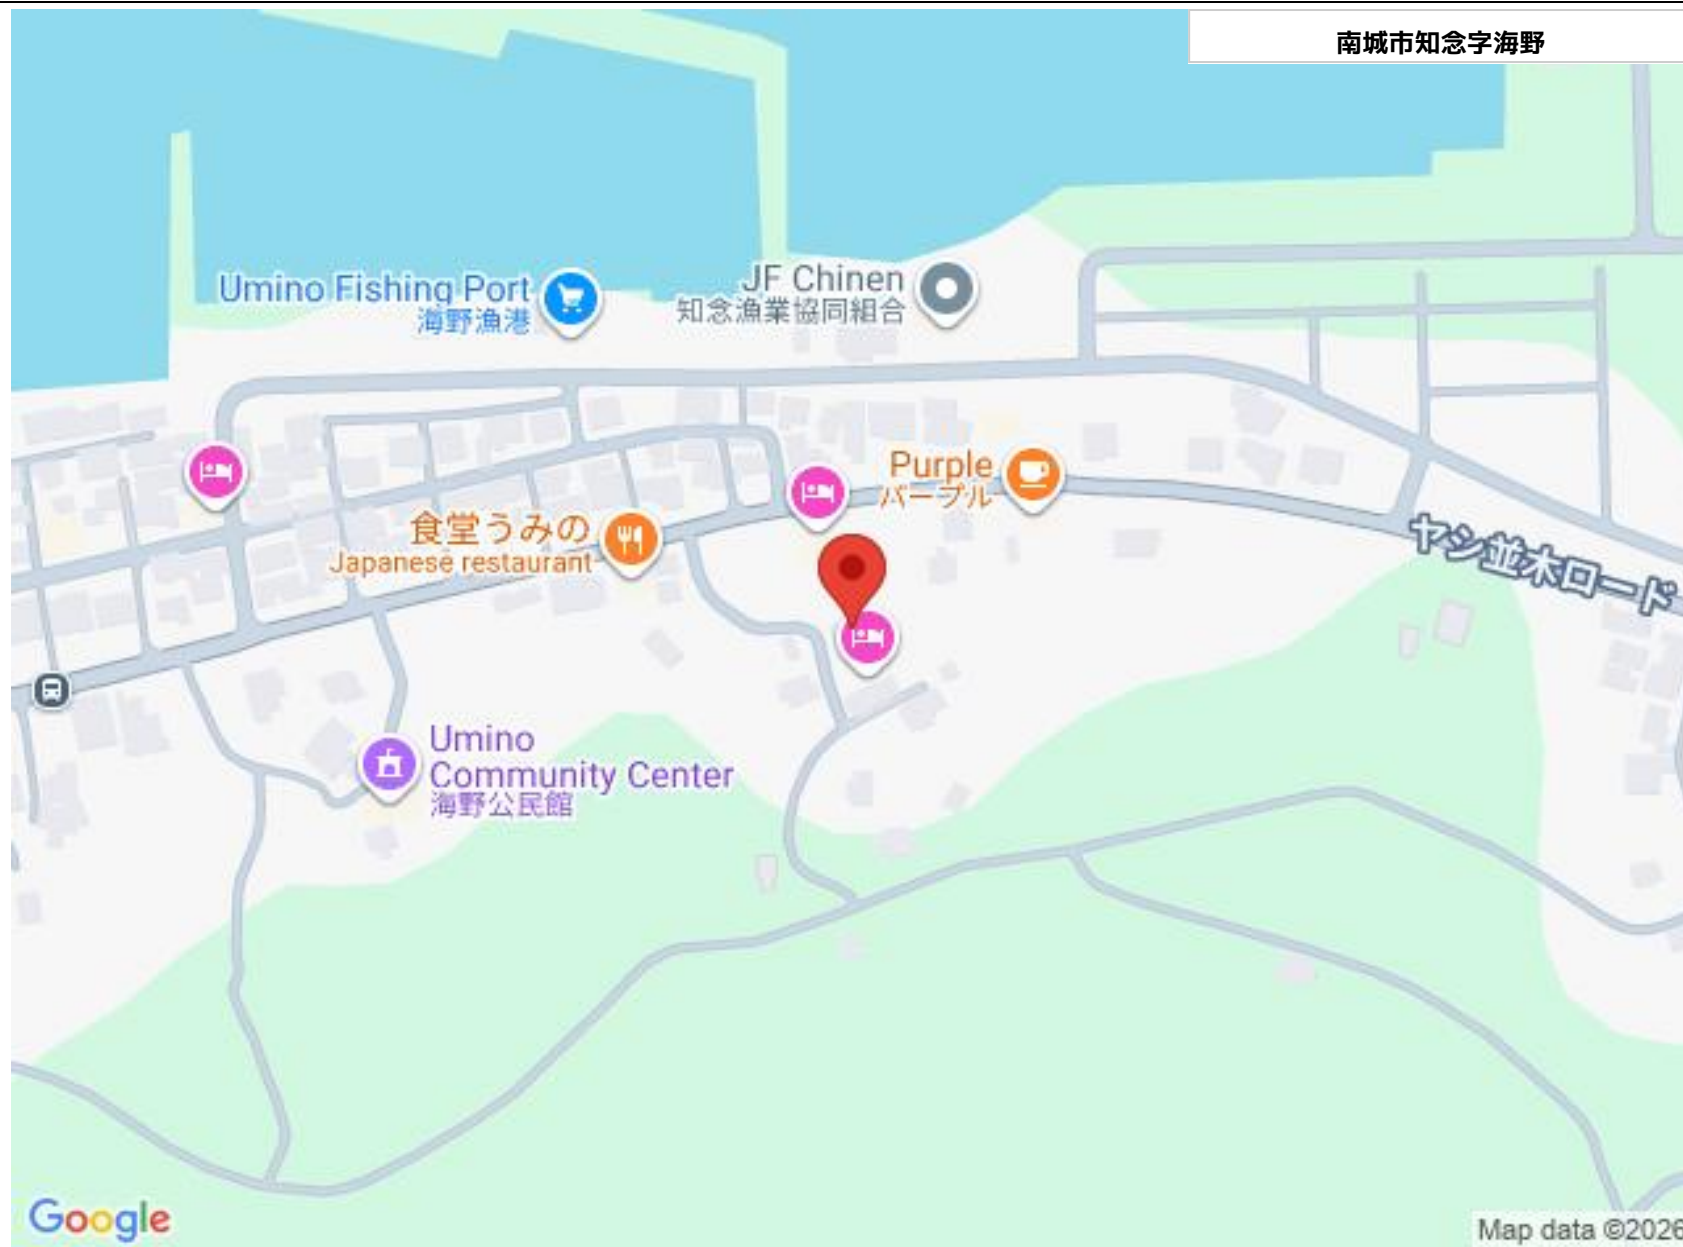 南城市知念字海野
Umino Fishing Port
海野漁港
JF Chinen
知念漁業協同組合
Purple
パープル
食堂うみの
Japanese restaurant
ヤシ並木ロード
Umino
Community Center
海野公民館
Google
Map data ©2026